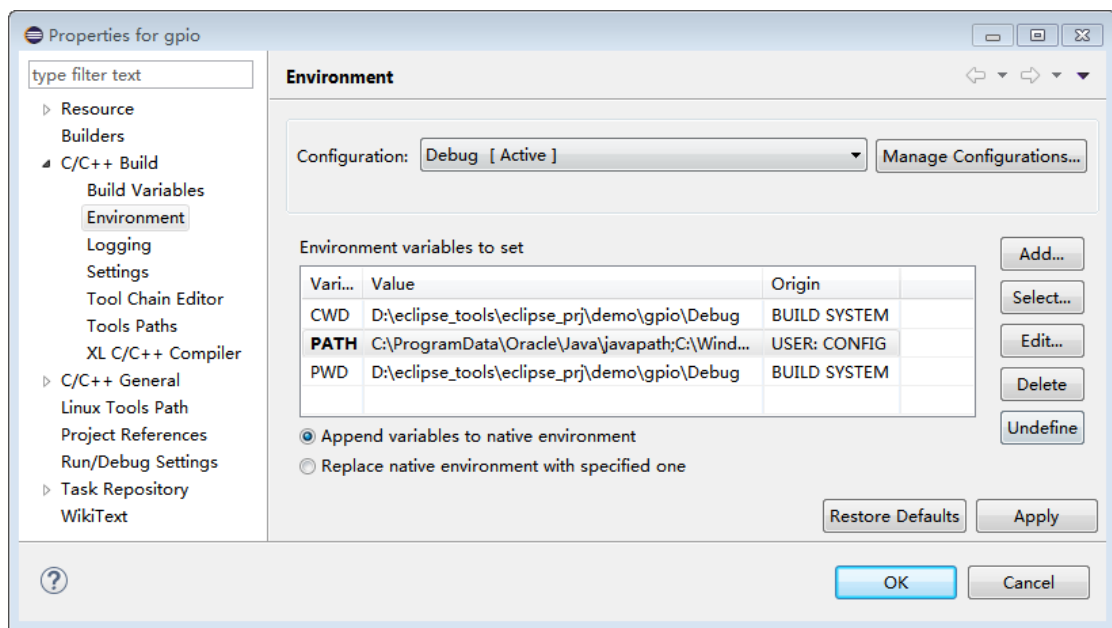 Properties for gpio
type filter text
Resource
Builders
C/C++ Build
Build Variables
Environment
Logging
Settings
Tool Chain Editor
Tools Paths
XL C/C++ Compiler
C/C++ General
Linux Tools Path
Project References
Run/Debug Settings
Task Repository
WikiText
Environment
Configuration: Debug [ Active ] Manage Configurations...
Environment variables to set
Vari... Value Origin
CWD D:\eclipse_tools\eclipse_prj\demo\gpio\Debug BUILD SYSTEM
PATH C:\ProgramData\Oracle\Java\javapath;C:\Wind... USER: CONFIG
PWD D:\eclipse_tools\eclipse_prj\demo\gpio\Debug BUILD SYSTEM
Add...
Select...
Edit...
Delete
Undefine
Append variables to native environment
Replace native environment with specified one
Restore Defaults Apply
? OK Cancel